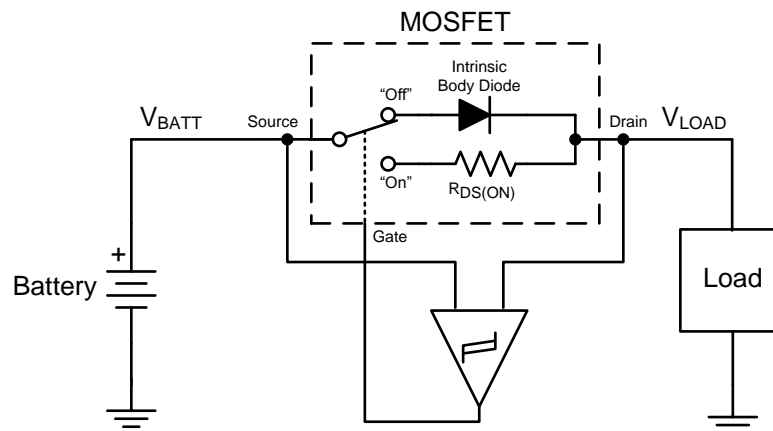 MOSFET
Intrinsic
Body Diode
“Off”
VBATT
Source
Drain
VLOAD
“On”
RDS(ON)
Gate
+
Battery
Load